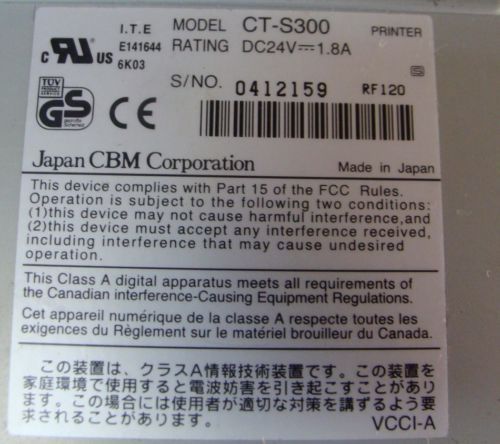 I.T.E MODEL CT-S300 PRINTER
c RU US E141644 RATING DC24V⎓1.8A
6K03
TÜV PRODUCT SERVICE S/NO. 0412159 RF120
GS geprüfte Sicherheit CE
Japan CBM Corporation Made in Japan
This device complies with Part 15 of the FCC Rules.
Operation is subject to the following two conditions:
(1)this device may not cause harmful interference,and
(2)this device must accept any interference received,
including interference that may cause undesired
operation.
This Class A digital apparatus meets all requirements of
the Canadian interference-Causing Equipment Regulations.
Cet appareil numérique de la classe A respecte toutes les
exigences du Règlement sur le matériel brouilleur du Canada.
この装置は、クラスA情報技術装置です。この装置を
家庭環境で使用すると電波妨害を引き起こすことがあり
ます。この場合には使用者が適切な対策を講ずるよう要
求されることがあります。 VCCI-A